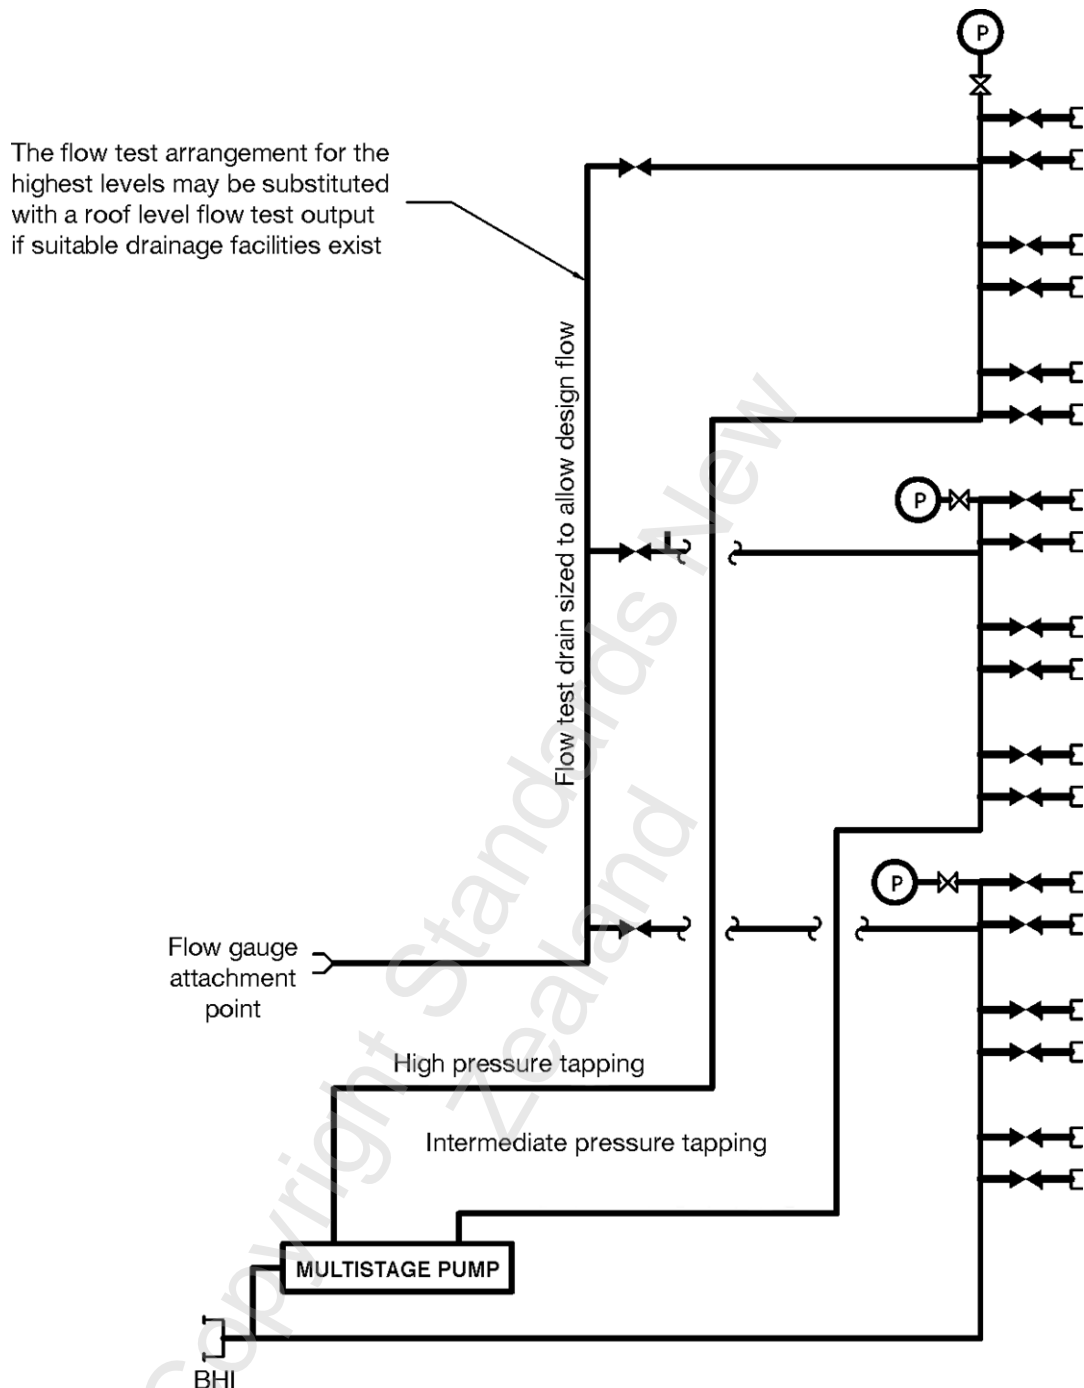 P
The flow test arrangement for the
highest levels may be substituted
with a roof level flow test output
if suitable drainage facilities exist
Flow test drain sized to allow design flow
P
P
Flow gauge
attachment
point
High pressure tapping
Intermediate pressure tapping
MULTISTAGE PUMP
BHI
Copyright Standards New
Zealand